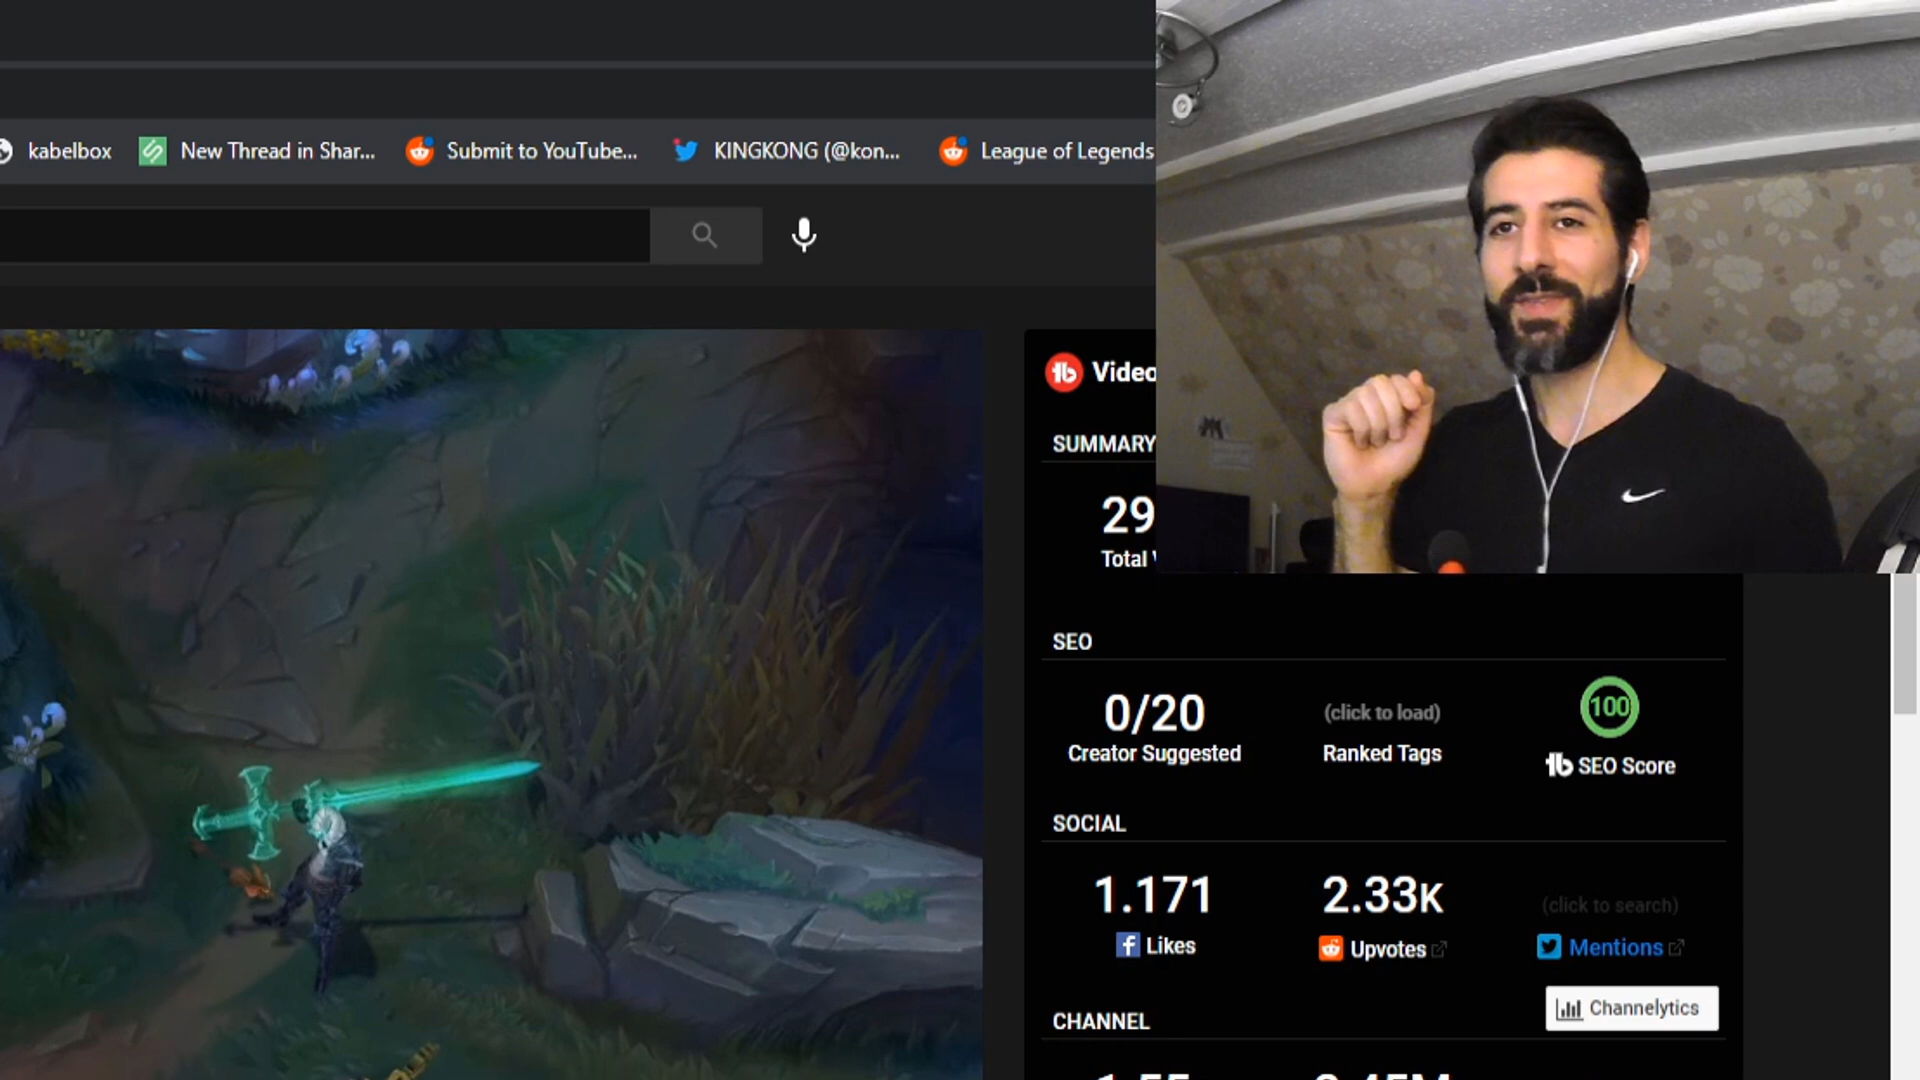 kabelbox
New Thread in Shar...
Submit to YouTube...
KINGKONG (@kon...
League of Legends
Video
SUMMARY
29
Total
SEO
0/20
(click to load)
100
Creator Suggested
Ranked Tags
SEO Score
SOCIAL
1.171
2.33K
(click to search)
Likes
Upvotes
Mentions
Channelytics
CHANNEL